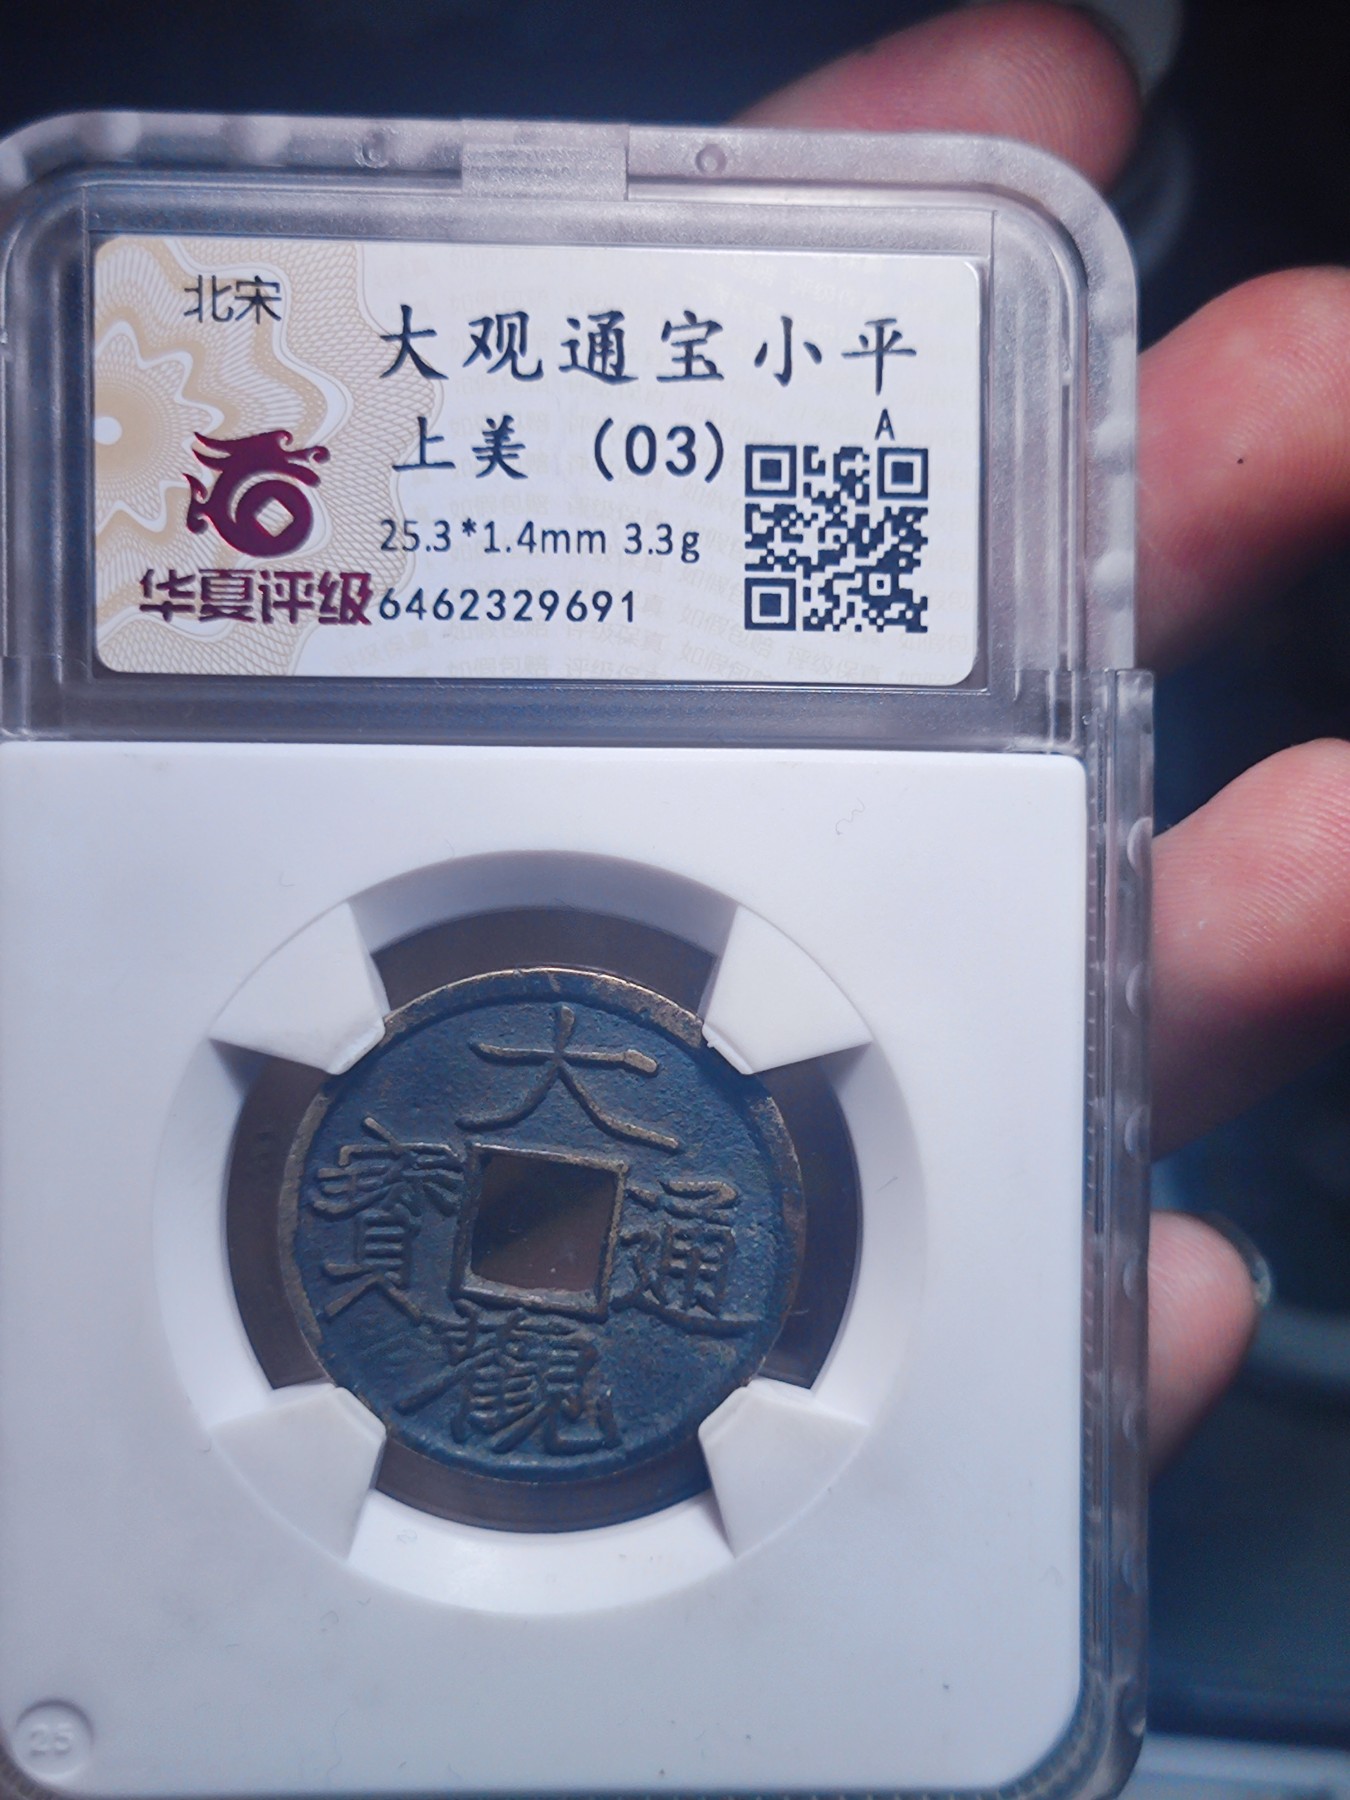 北宋
大观通宝小平
上美 (03)
A
25.3*1.4mm 3.3g
华夏评级
6462329691
大
寶 通
觀
25